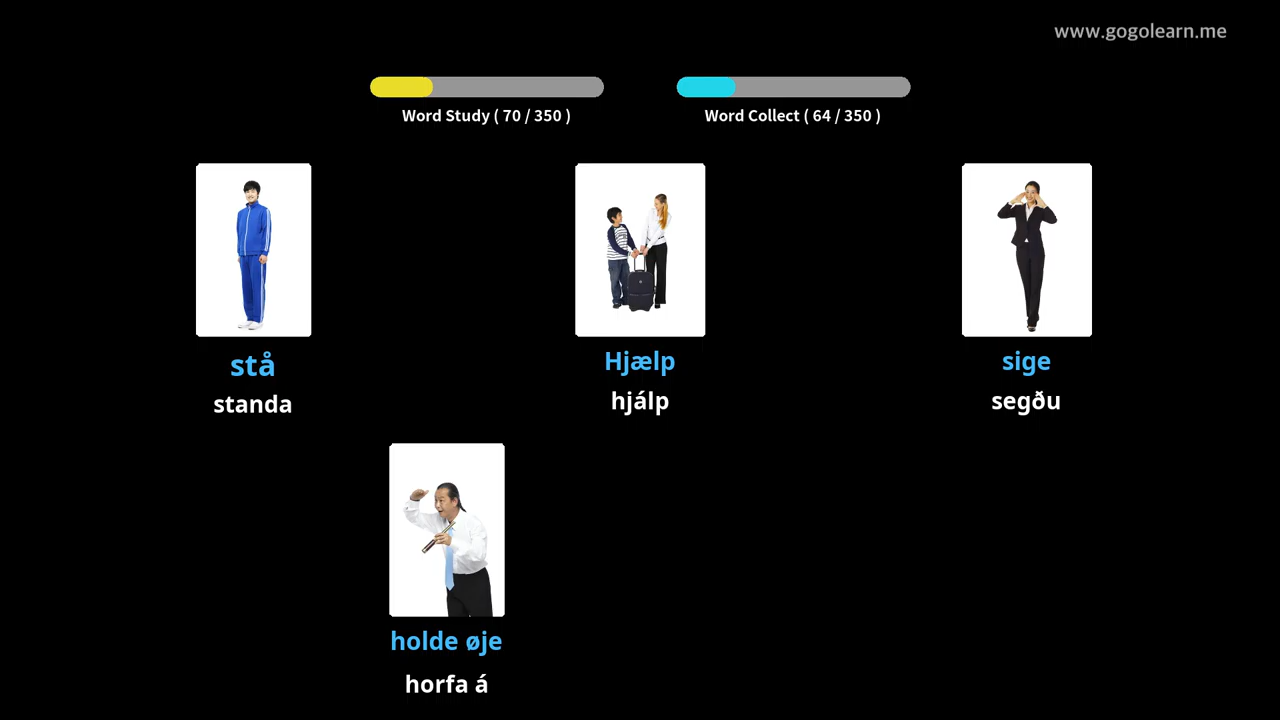 www.gogolearn.me
Word Study ( 70 / 350 )
Word Collect ( 64 / 350 )
stå
Hjælp
sige
standa
hjálp
segðu
holde øje
horfa á